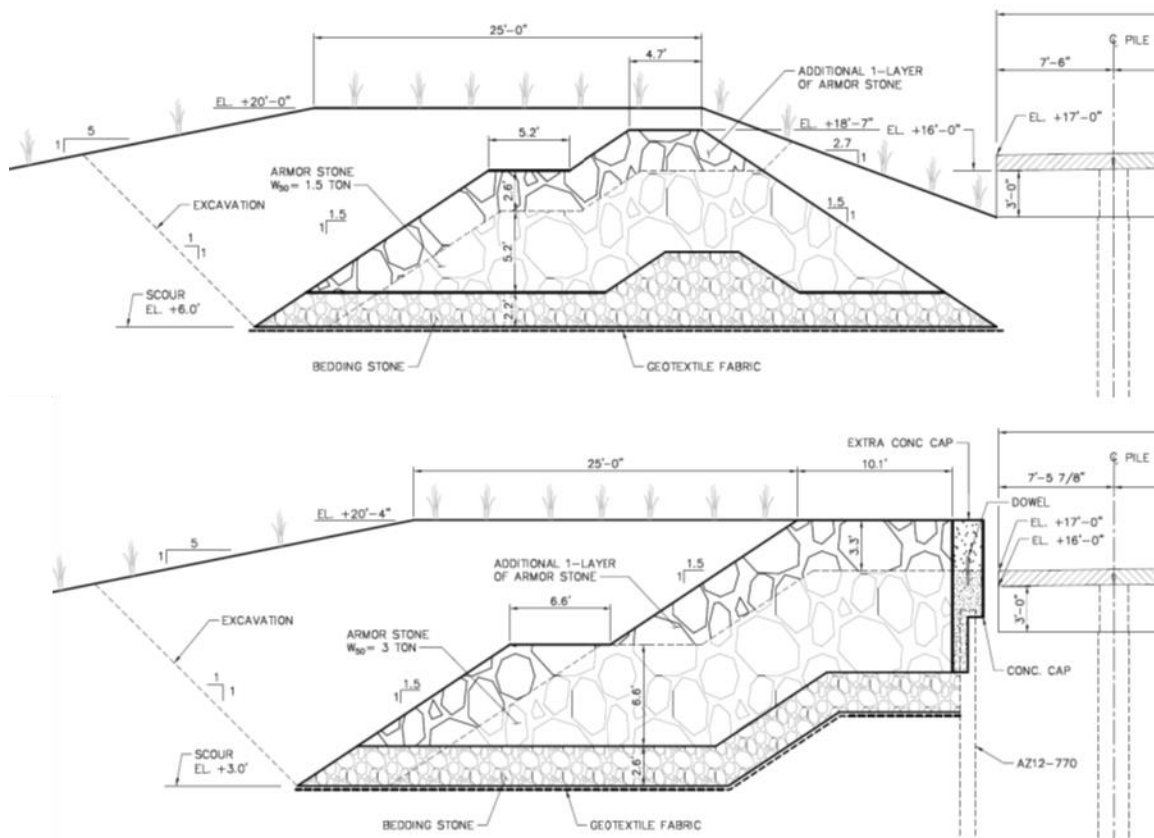 25'-0"
4.7'
℄ PILE
7'-6"
ADDITIONAL 1-LAYER
OF ARMOR STONE
EL. +20'-0"
EL. +18'-7"
EL. +16'-0"
EL. +17'-0"
5
1
5.2'
2.7
1
ARMOR STONE
W50= 1.5 TON
2.6'
3'-0"
EXCAVATION
1.5
1
1.5
1
5.2'
1
1
SCOUR
EL. +6.0'
2.2'
BEDDING STONE
GEOTEXTILE FABRIC
EXTRA CONC CAP
25'-0"
10.1'
℄ PILE
7'-5 7/8"
DOWEL
EL. +20'-4"
EL. +17'-0"
EL. +16'-0"
5
1
3.3'
ADDITIONAL 1-LAYER
OF ARMOR STONE
1.5
1
6.6'
3'-0"
EXCAVATION
ARMOR STONE
W50= 3 TON
CONC. CAP
1
1
1.5
1
6.6'
SCOUR
EL. +3.0'
2.6'
AZ12-770
BEDDING STONE
GEOTEXTILE FABRIC